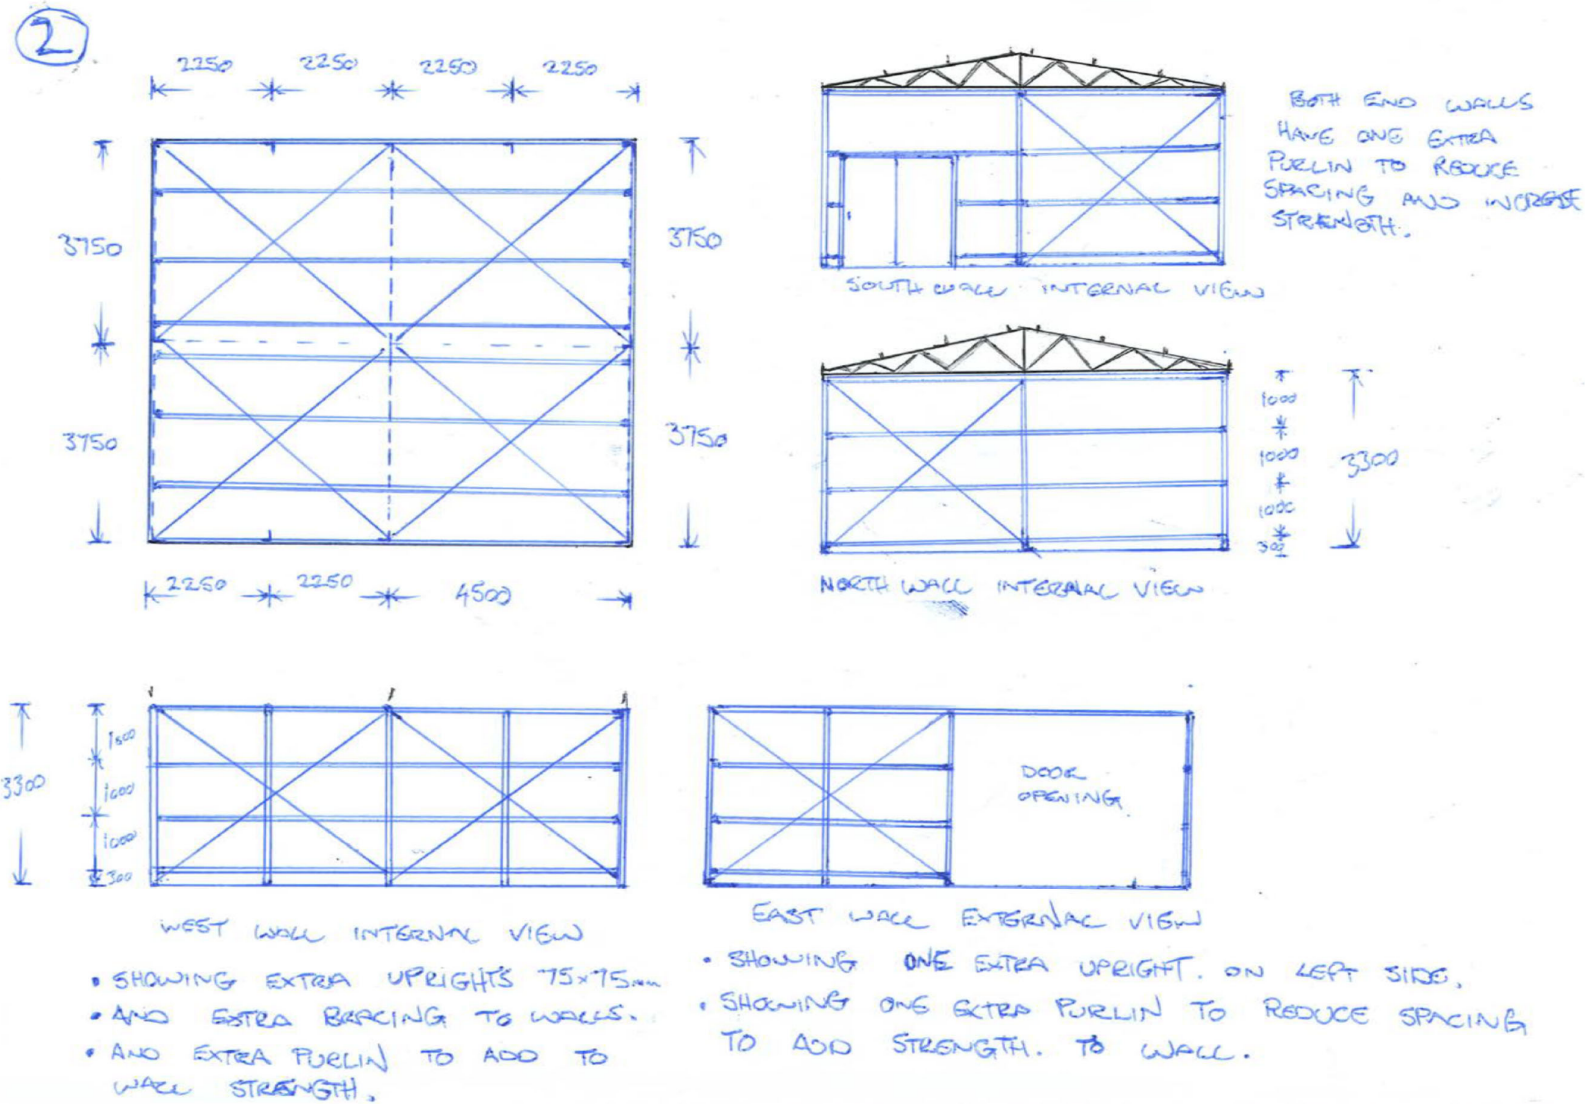 2
2250 2250 2250 2250
3750 3750
3750 3750
2250 2250 4500
BOTH END WALLS
HAVE ONE EXTRA
PURLIN TO REDUCE
SPACING AND INCREASE
STRENGTH.
SOUTH WALL INTERNAL VIEW
1000
1000
1000
300
3300
NORTH WALL INTERNAL VIEW
3300
1000
1000
1000
300
DOOR
OPENING
WEST WALL INTERNAL VIEW
• SHOWING EXTRA UPRIGHTS 75x75mm
• AND EXTRA BRACING TO WALLS.
• AND EXTRA PURLIN TO ADD TO
WALL STRENGTH.
EAST WALL EXTERNAL VIEW
• SHOWING ONE EXTRA UPRIGHT. ON LEFT SIDE.
• SHOWING ONE EXTRA PURLIN TO REDUCE SPACING
TO ADD STRENGTH. TO WALL.